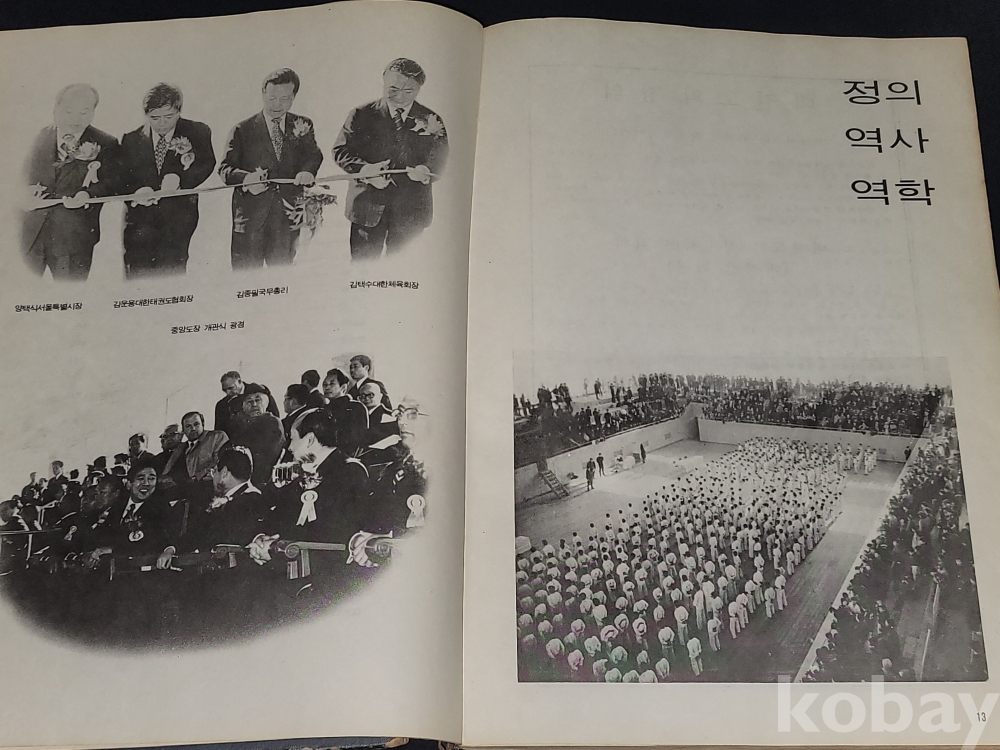 양택식서울특별시장
김운용대한태권도협회장
김종필국무총리
김택수대한체육회장
중앙도장 개관식 광경
정의
역사
역학
13
kobay